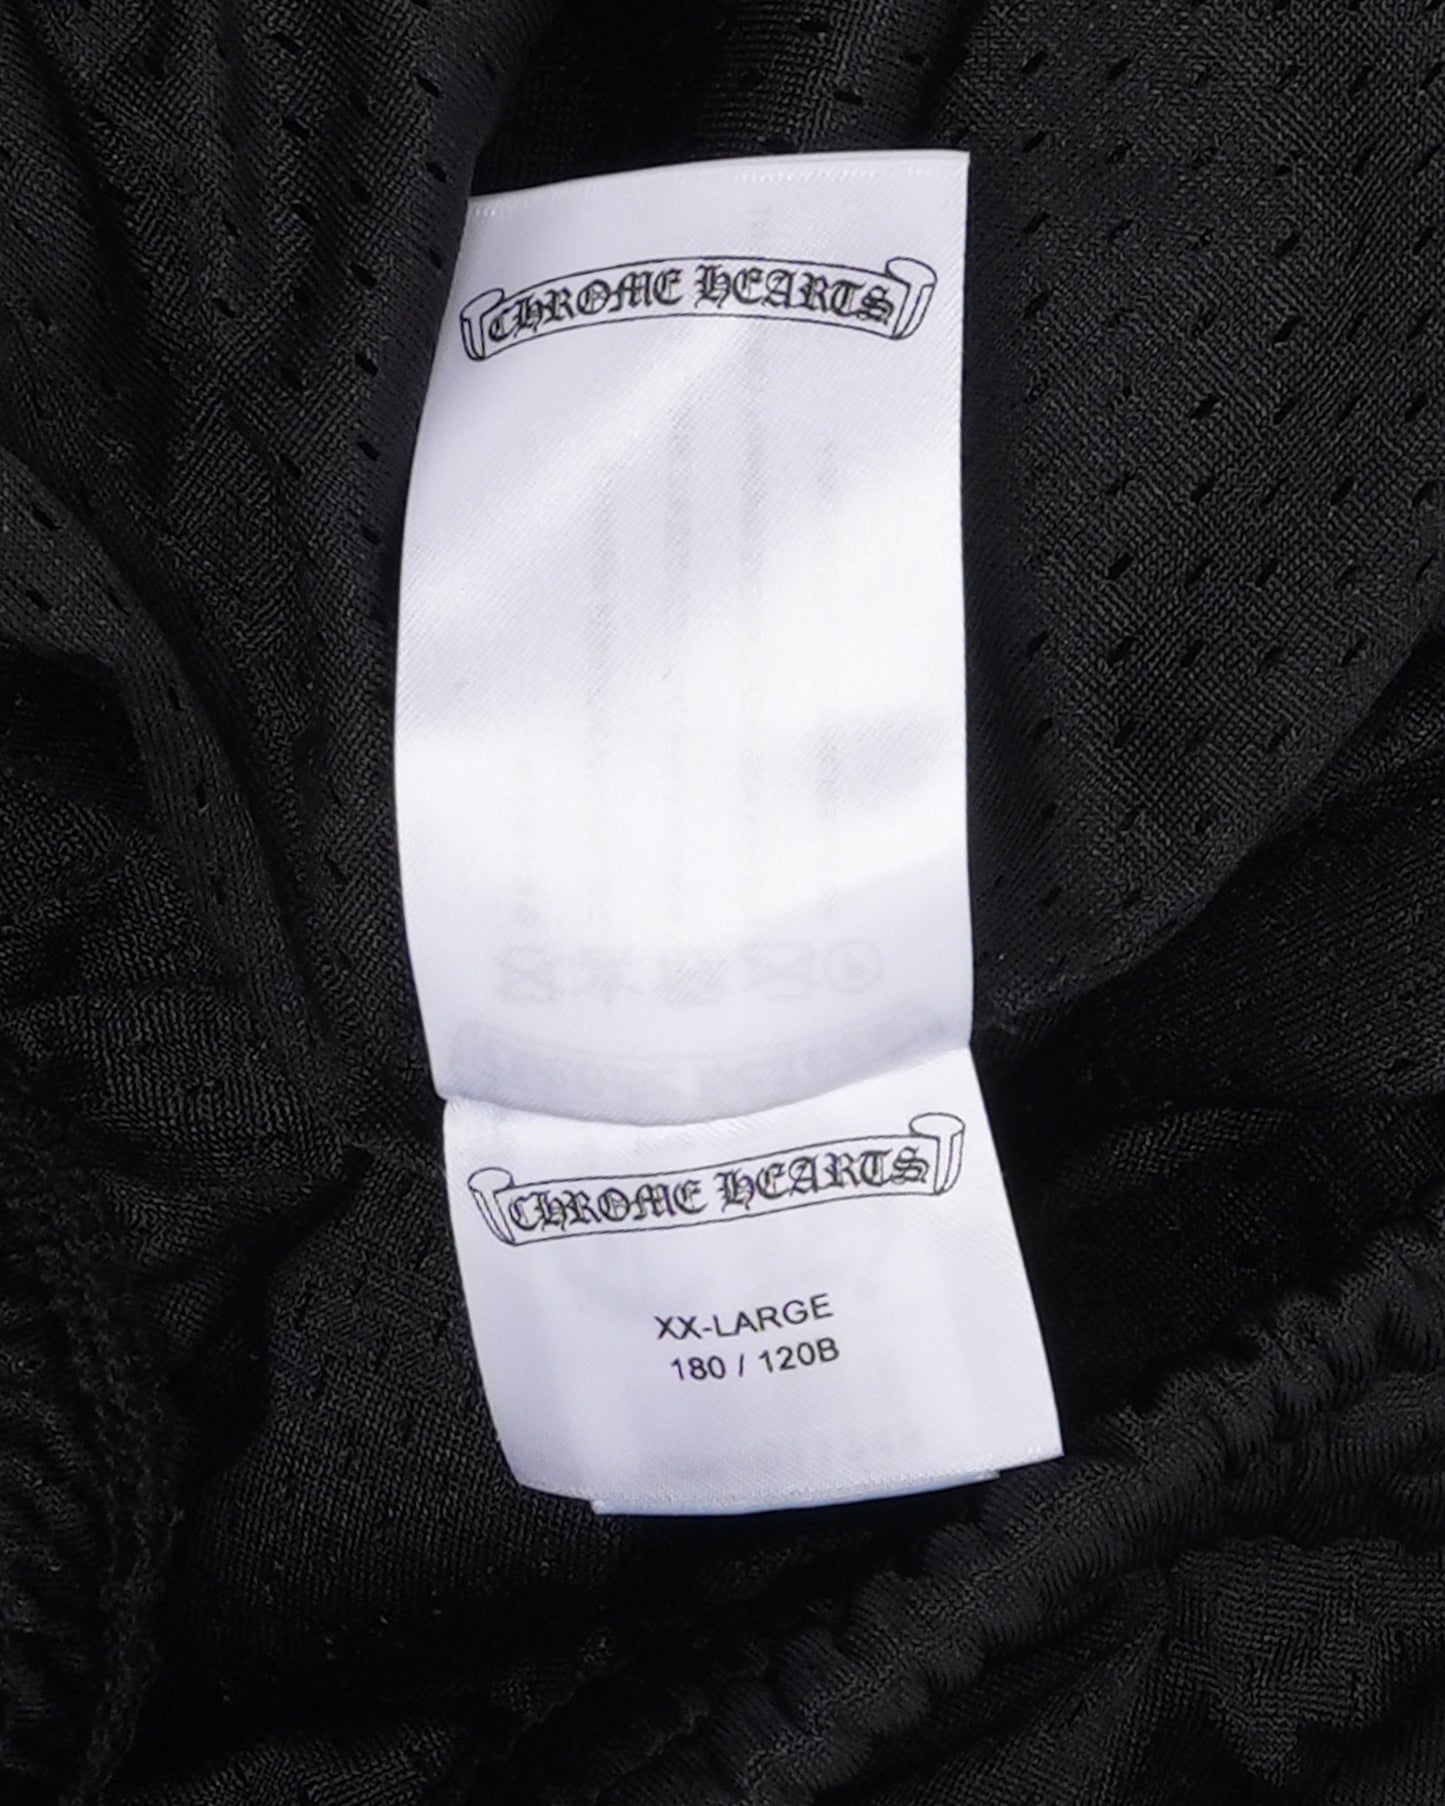 CHROME HEARTS
CHROME HEARTS
XX-LARGE
180 / 120B